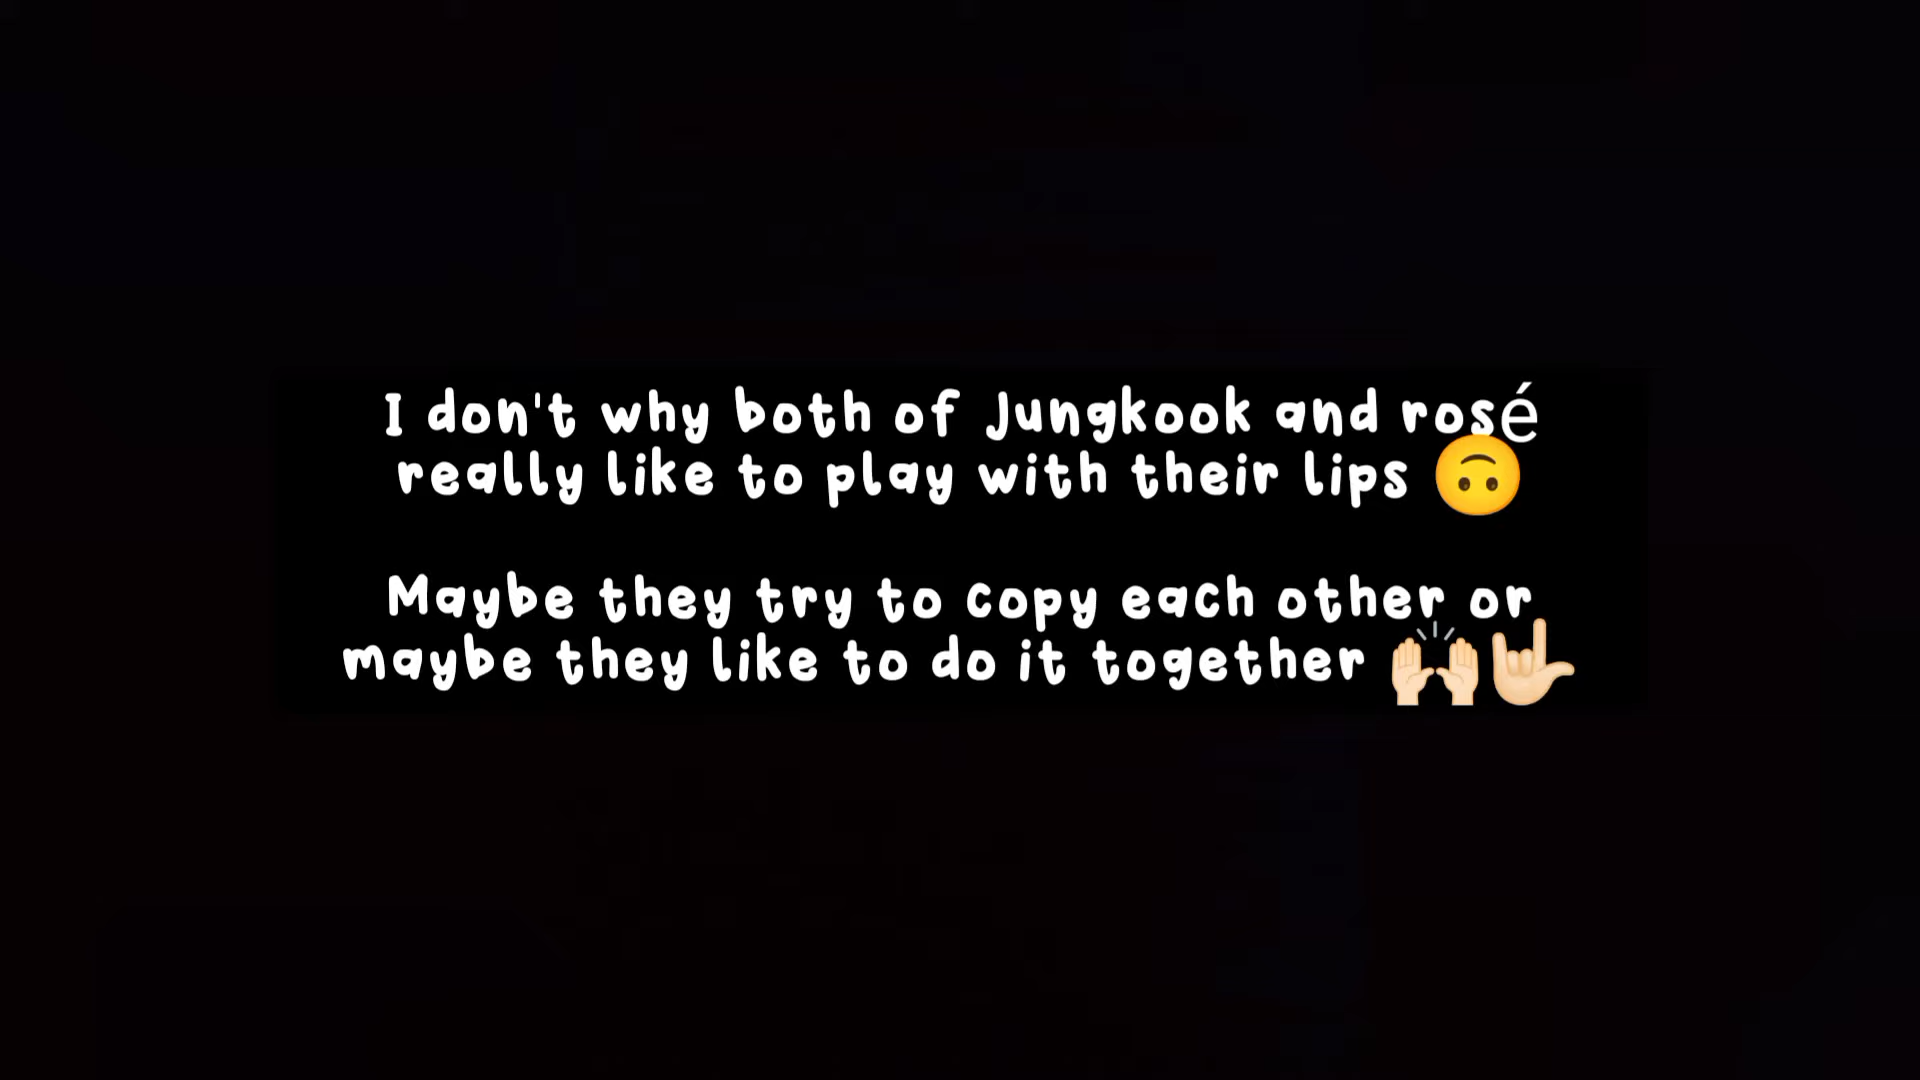 I don't why both of Jungkook and rosé
really like to play with their lips 🙃
Maybe they try to copy each other or
maybe they like to do it together 🙌🏻🤟🏻